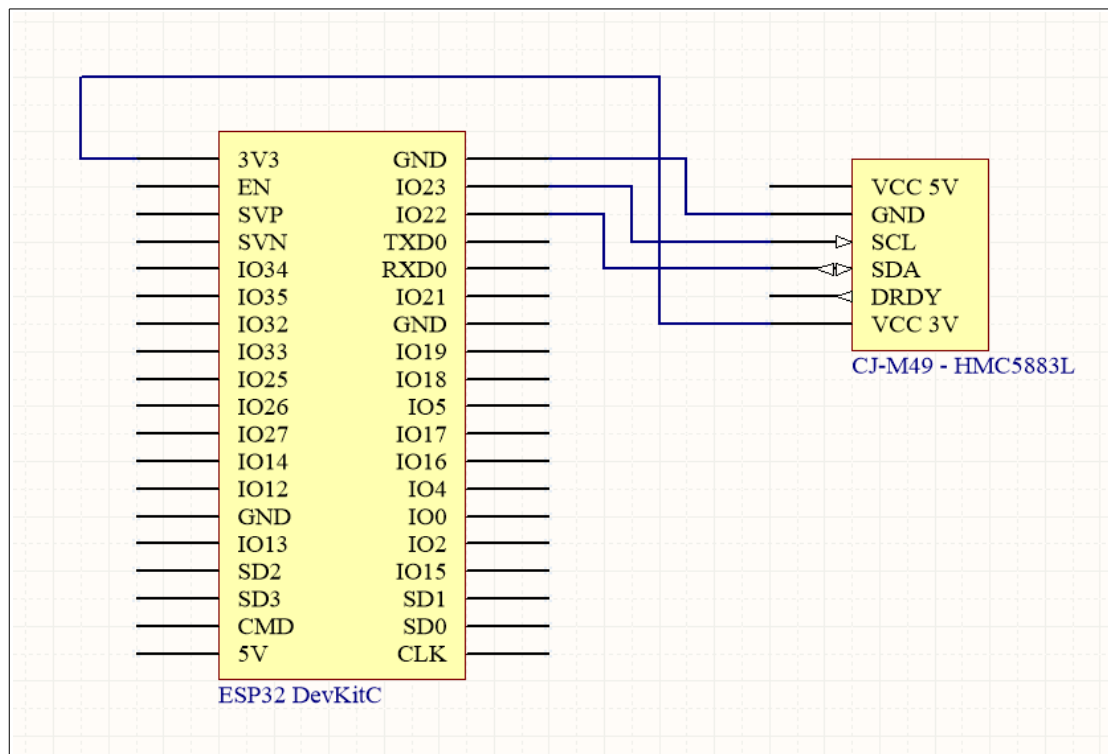 3V3
EN
SVP
SVN
IO34
IO35
IO32
IO33
IO25
IO26
IO27
IO14
IO12
GND
IO13
SD2
SD3
CMD
5V
GND
IO23
IO22
TXD0
RXD0
IO21
GND
IO19
IO18
IO5
IO17
IO16
IO4
IO0
IO2
IO15
SD1
SD0
CLK
ESP32 DevKitC
VCC 5V
GND
SCL
SDA
DRDY
VCC 3V
CJ-M49 - HMC5883L